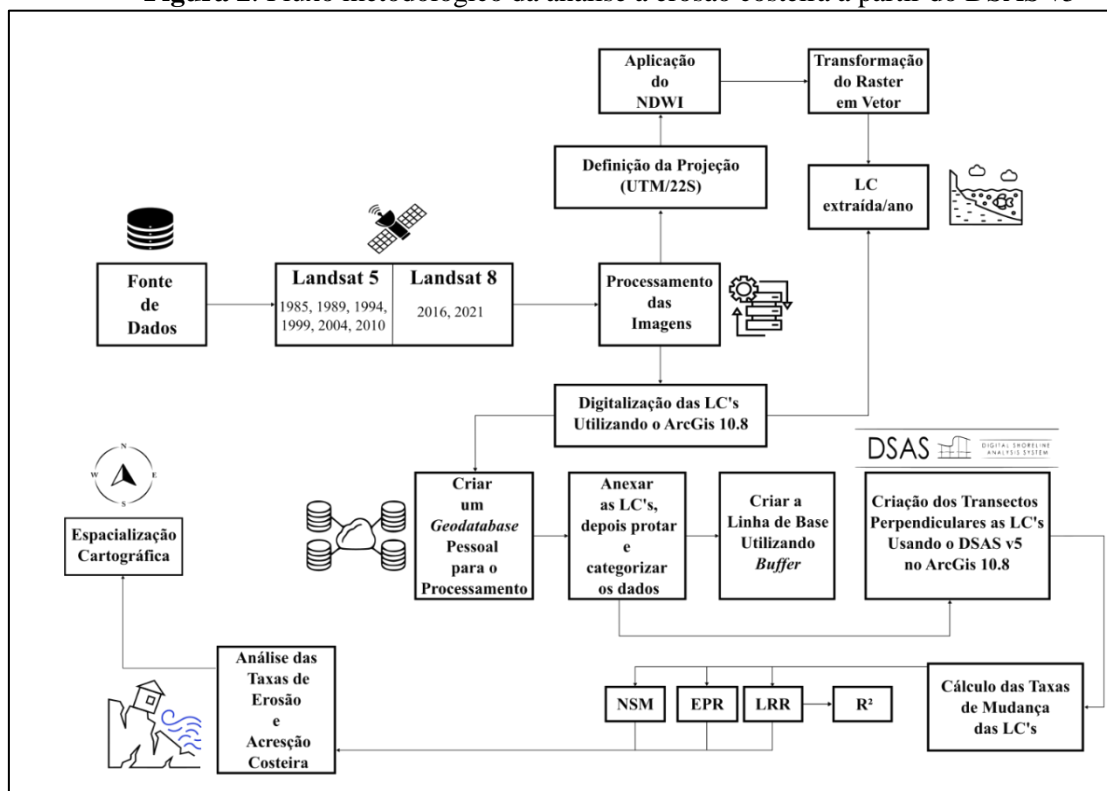 Figura 2: Fluxo metodológico da análise a erosão costeira a partir do DSAS v5
Aplicação
do
NDWI
Transformação
do Raster
em Vetor
Definição da Projeção
(UTM/22S)
LC
extraída/ano
Fonte
de
Dados
Landsat 5
1985, 1989, 1994,
1999, 2004, 2010
Landsat 8
2016, 2021
Processamento
das
Imagens
Digitalização das LC's
Utilizando o ArcGis 10.8
DSAS
DIGITAL SHORELINE
ANALYSIS SYSTEM
N
W
E
S
Espacialização
Cartográfica
Criar
um
Geodatabase
Pessoal
para o
Processamento
Anexar
as LC's,
depois protar
e
categorizar
os dados
Criar a
Linha de Base
Utilizando
Buffer
Criação dos Transectos
Perpendiculares as LC's
Usando o DSAS v5
no ArcGis 10.8
Análise das
Taxas de
Erosão
e
Acresção
Costeira
NSM
EPR
LRR
R²
Cálculo das Taxas
de Mudança
das LC's